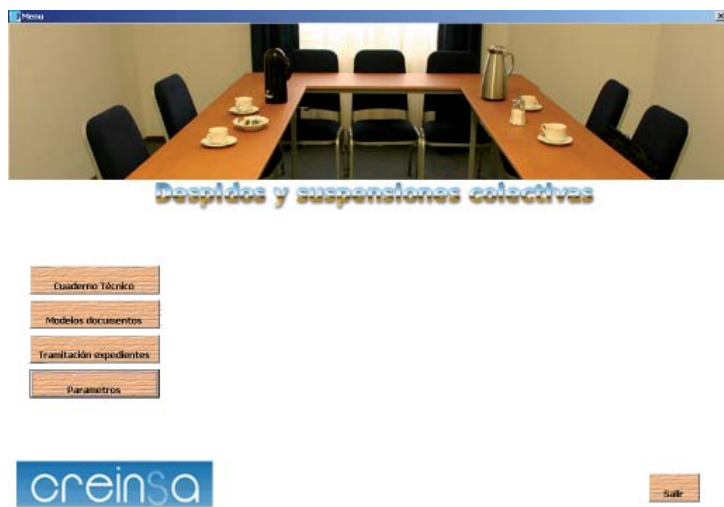 Menu
Despidos y suspensiones colectivas
Cuaderno Técnico
Modelos documentos
Tramitación expedientes
Parametros
creinsa
Salir